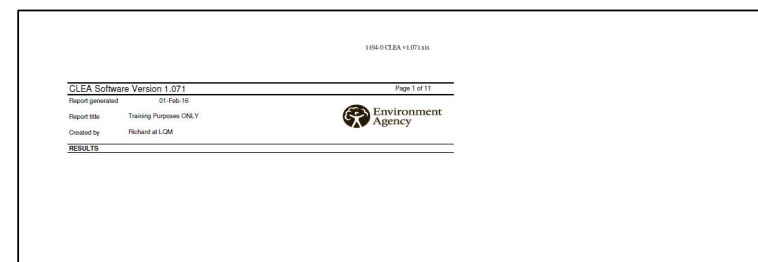 1194-0 CLEA v1.071.xls
CLEA Software Version 1.071 Page 1 of 11
Report generated 01-Feb-16
Environment
Agency
Report title Training Purposes ONLY
Created by Richard at LQM
RESULTS